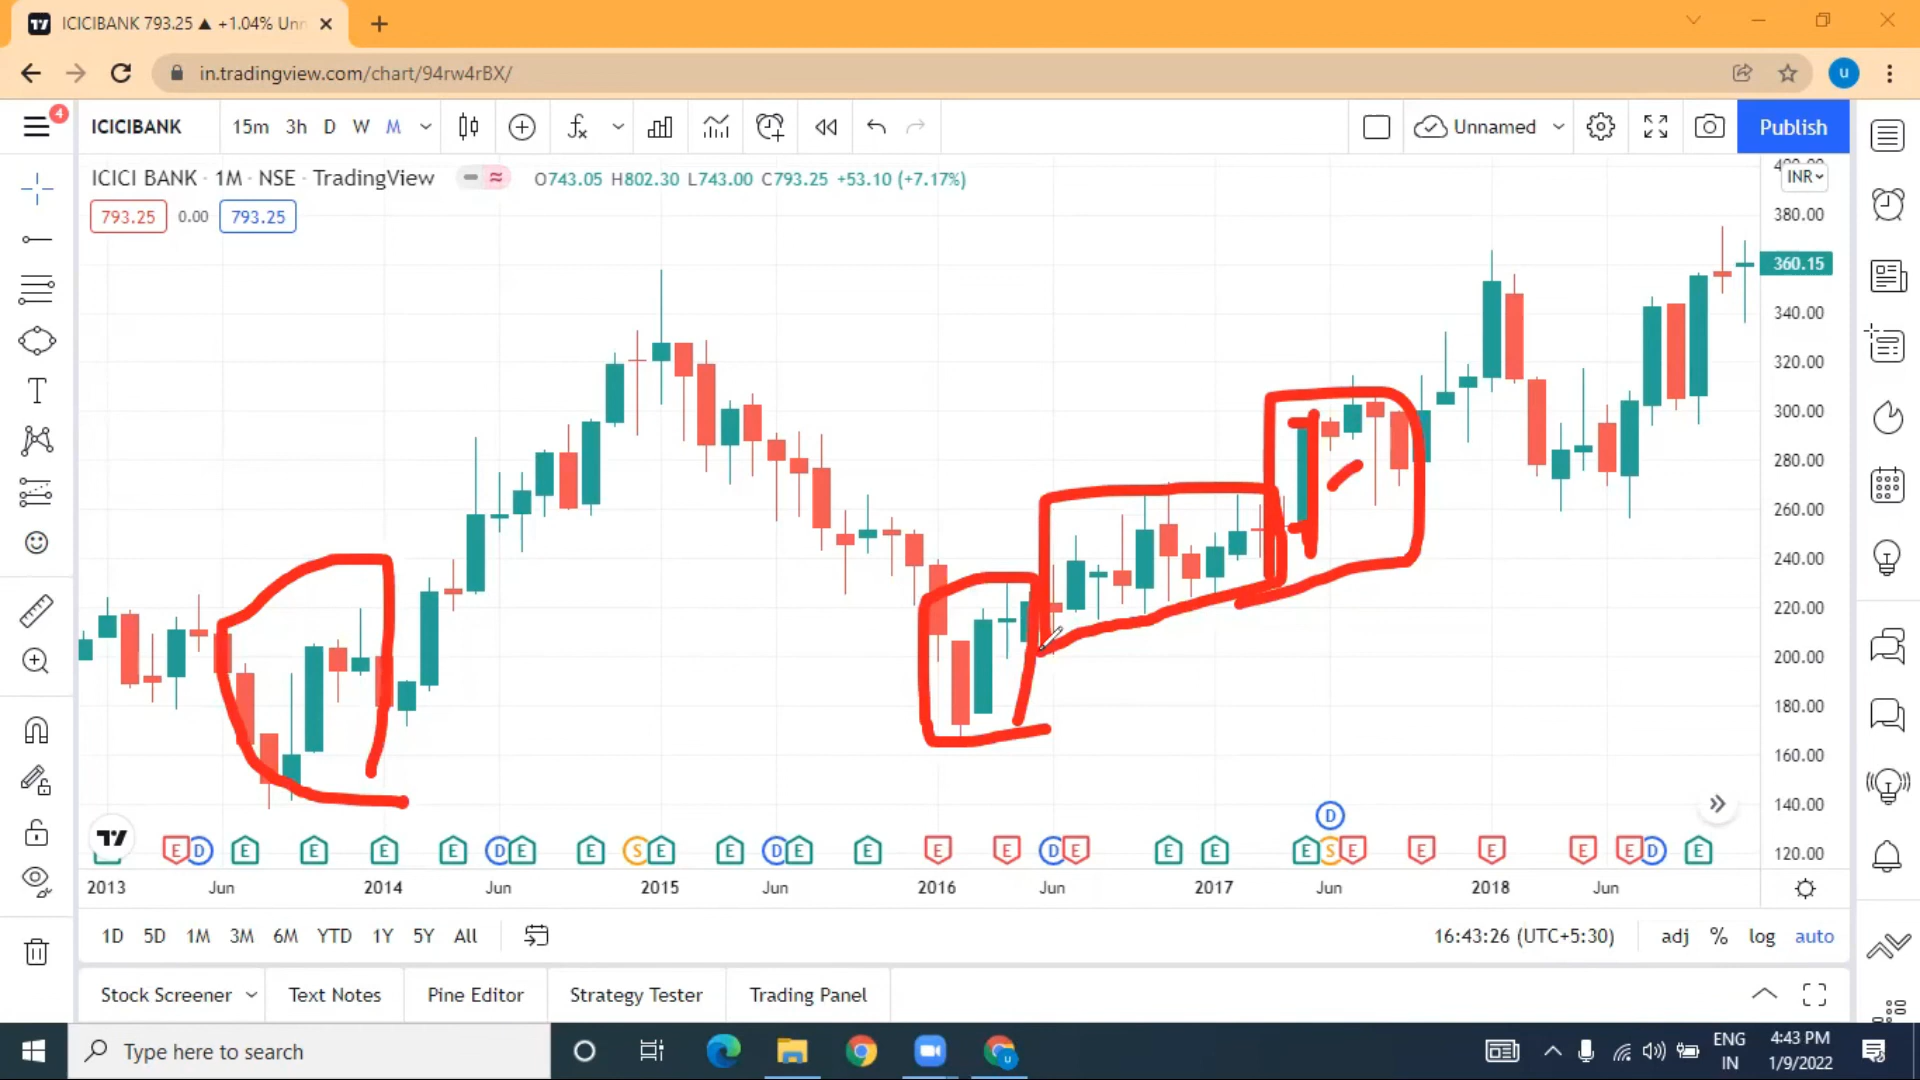 ICICIBANK 793.25 ▲ +1.04% Unn
in.tradingview.com/chart/94rw4rBX/
u
4
ICICIBANK 15m 3h D W M
Unnamed
Publish
ICICI BANK · 1M · NSE · TradingView
O743.05 H802.30 L743.00 C793.25 +53.10 (+7.17%)
INR
793.25 0.00 793.25
380.00
360.15
340.00
320.00
300.00
280.00
260.00
240.00
220.00
200.00
180.00
160.00
140.00
120.00
D
E D E E E E D E E S E E D E E E E D E E E E S E E E E E D E
2013 Jun 2014 Jun 2015 Jun 2016 Jun 2017 Jun 2018 Jun
1D 5D 1M 3M 6M YTD 1Y 5Y All
16:43:26 (UTC+5:30) adj % log auto
Stock Screener Text Notes Pine Editor Strategy Tester Trading Panel
Type here to search
ENG
IN
4:43 PM
1/9/2022